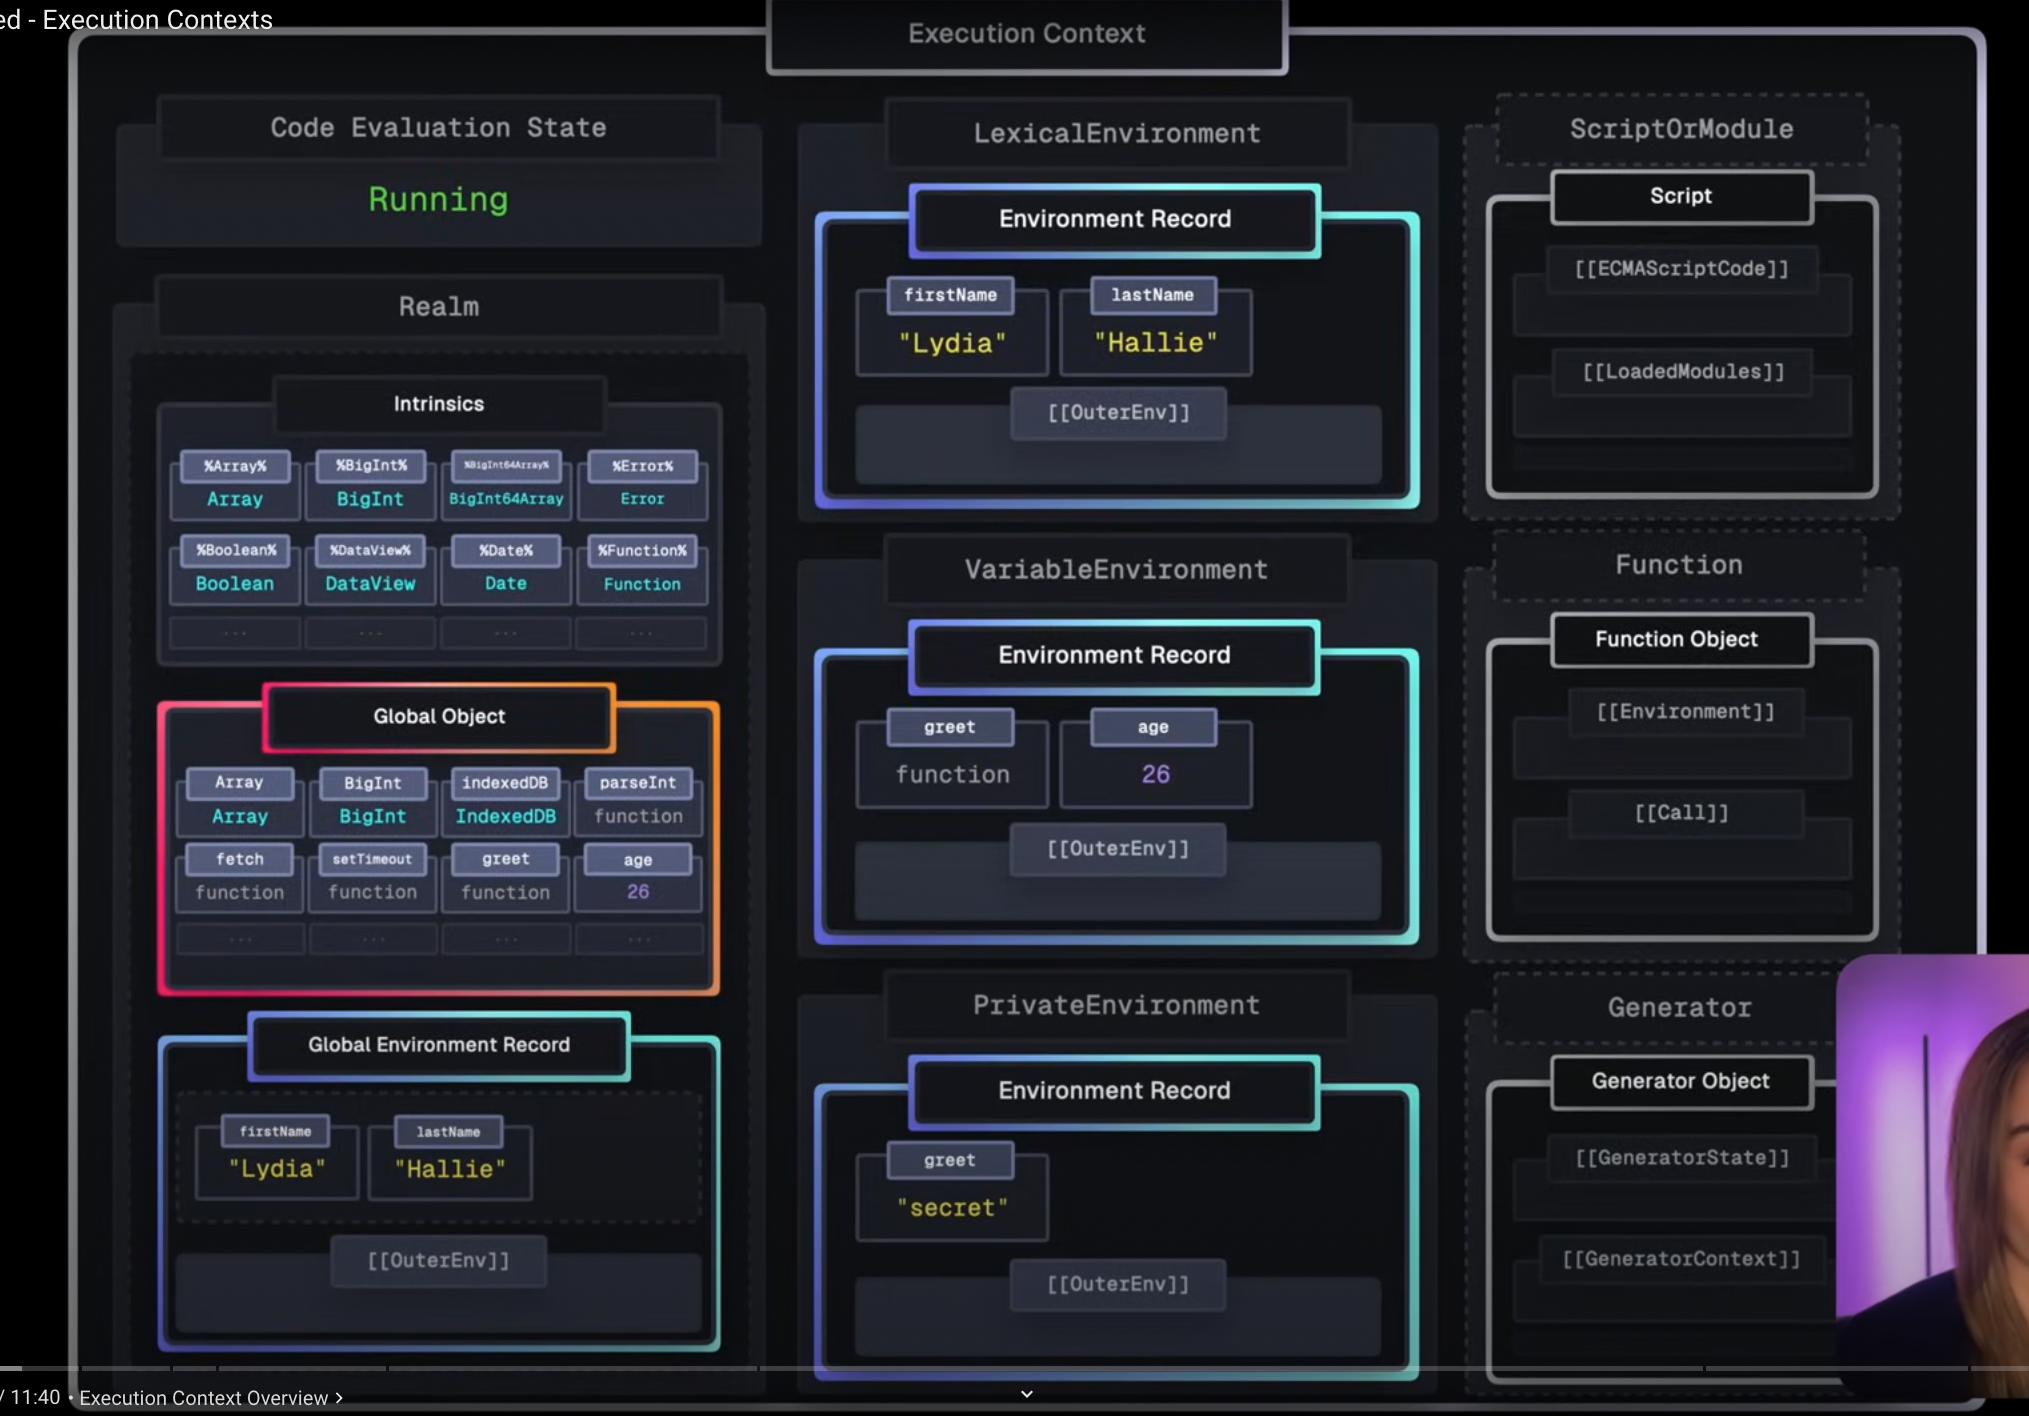 ed - Execution Contexts
Execution Context
Code Evaluation State
Running
Realm
Intrinsics
%Array% %BigInt% %BigInt64Array% %Error%
Array BigInt BigInt64Array Error
%Boolean% %DataView% %Date% %Function%
Boolean DataView Date Function
... ... ... ...
Global Object
Array BigInt indexedDB parseInt
Array BigInt IndexedDB function
fetch setTimeout greet age
function function function 26
... ... ... ...
Global Environment Record
firstName lastName
"Lydia" "Hallie"
[[OuterEnv]]
LexicalEnvironment
Environment Record
firstName lastName
"Lydia" "Hallie"
[[OuterEnv]]
VariableEnvironment
Environment Record
greet age
function 26
[[OuterEnv]]
PrivateEnvironment
Environment Record
greet
"secret"
[[OuterEnv]]
ScriptOrModule
Script
[[ECMAScriptCode]]
[[LoadedModules]]
Function
Function Object
[[Environment]]
[[Call]]
Generator
Generator Object
[[GeneratorState]]
[[GeneratorContext]]
/ 11:40 • Execution Context Overview >